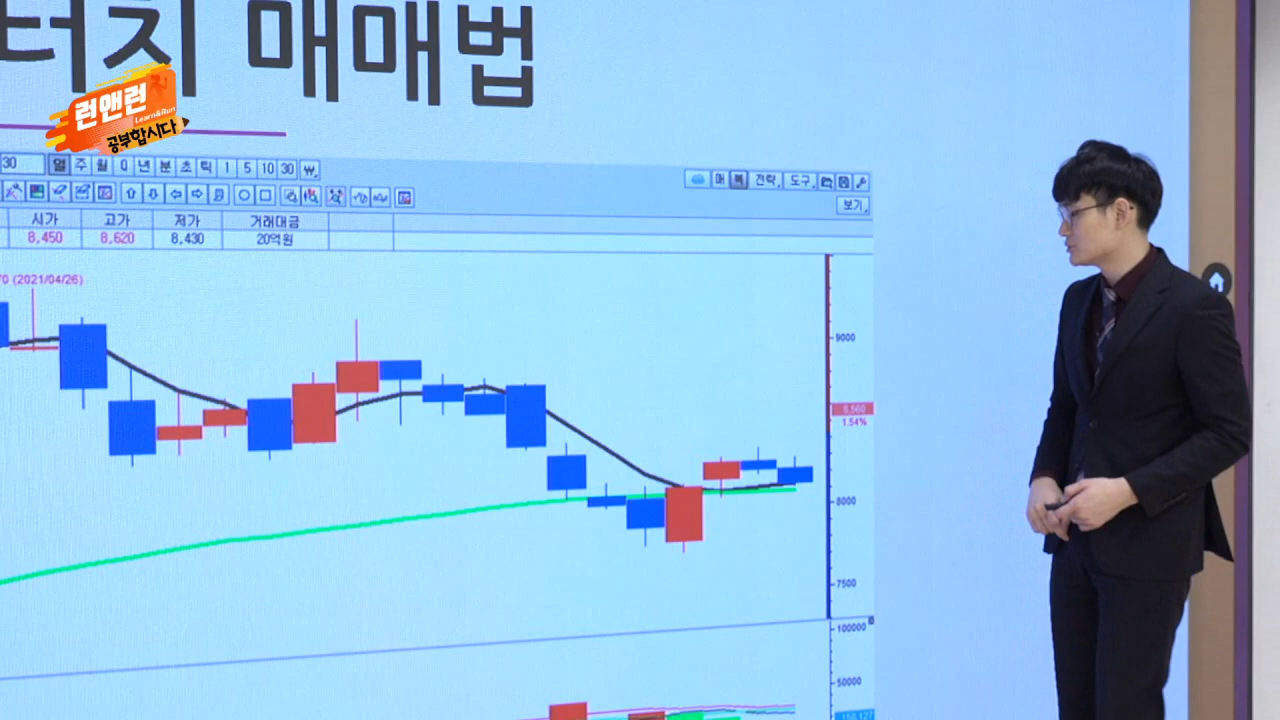 터치 매매법
런앤런
Learn&Run
공부합시다
30 일 주 월 Q 년 분 초 틱 1 5 10 30 ₩
매 복 전략 도구
보기
시가 고가 저가 거래대금
8,450 8,620 8,430 20억원
(2021/04/26)
9000
8,560
1.54%
8000
7500
100000
50000